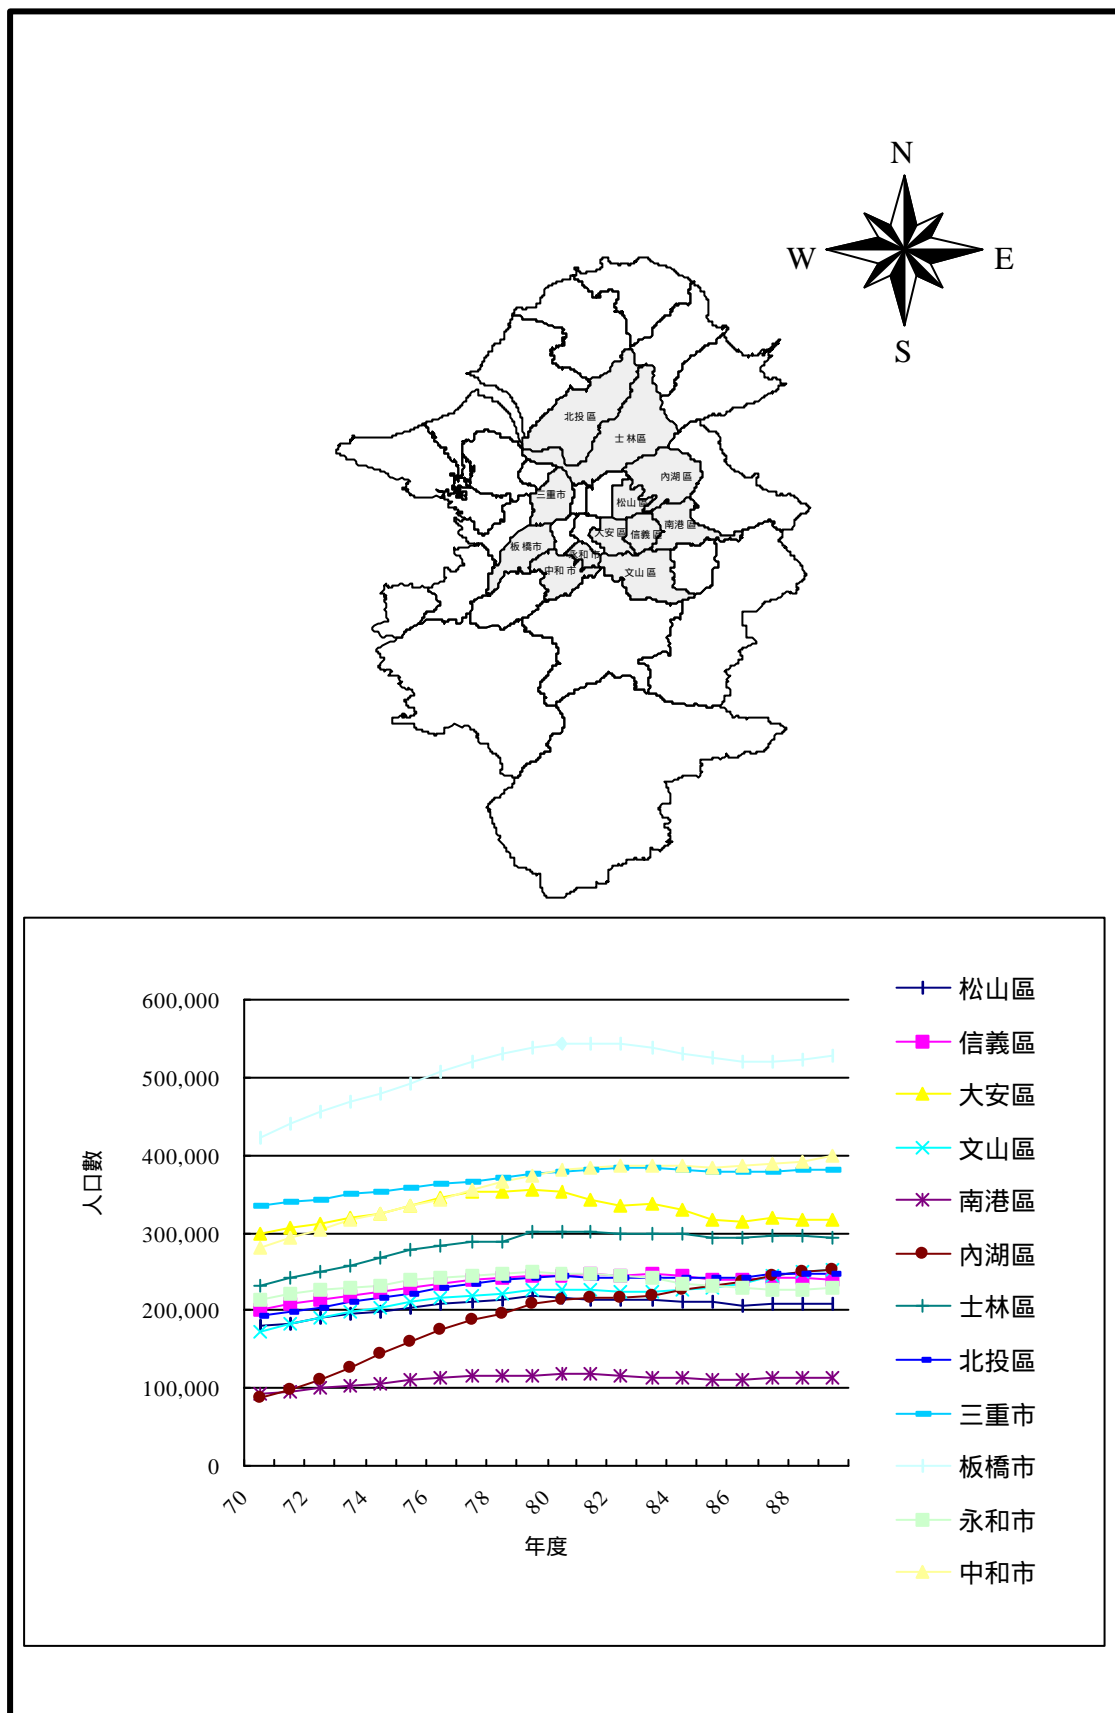 N
W
E
S
北投區
士林區
內湖區
三重市
松山區
南港區
大安區
信義區
板橋市
永和市
中和市
文山區
600,000
500,000
400,000
300,000
200,000
100,000
0
人口數
70
72
74
76
78
80
82
84
86
88
年度
松山區
信義區
大安區
文山區
南港區
內湖區
士林區
北投區
三重市
板橋市
永和市
中和市